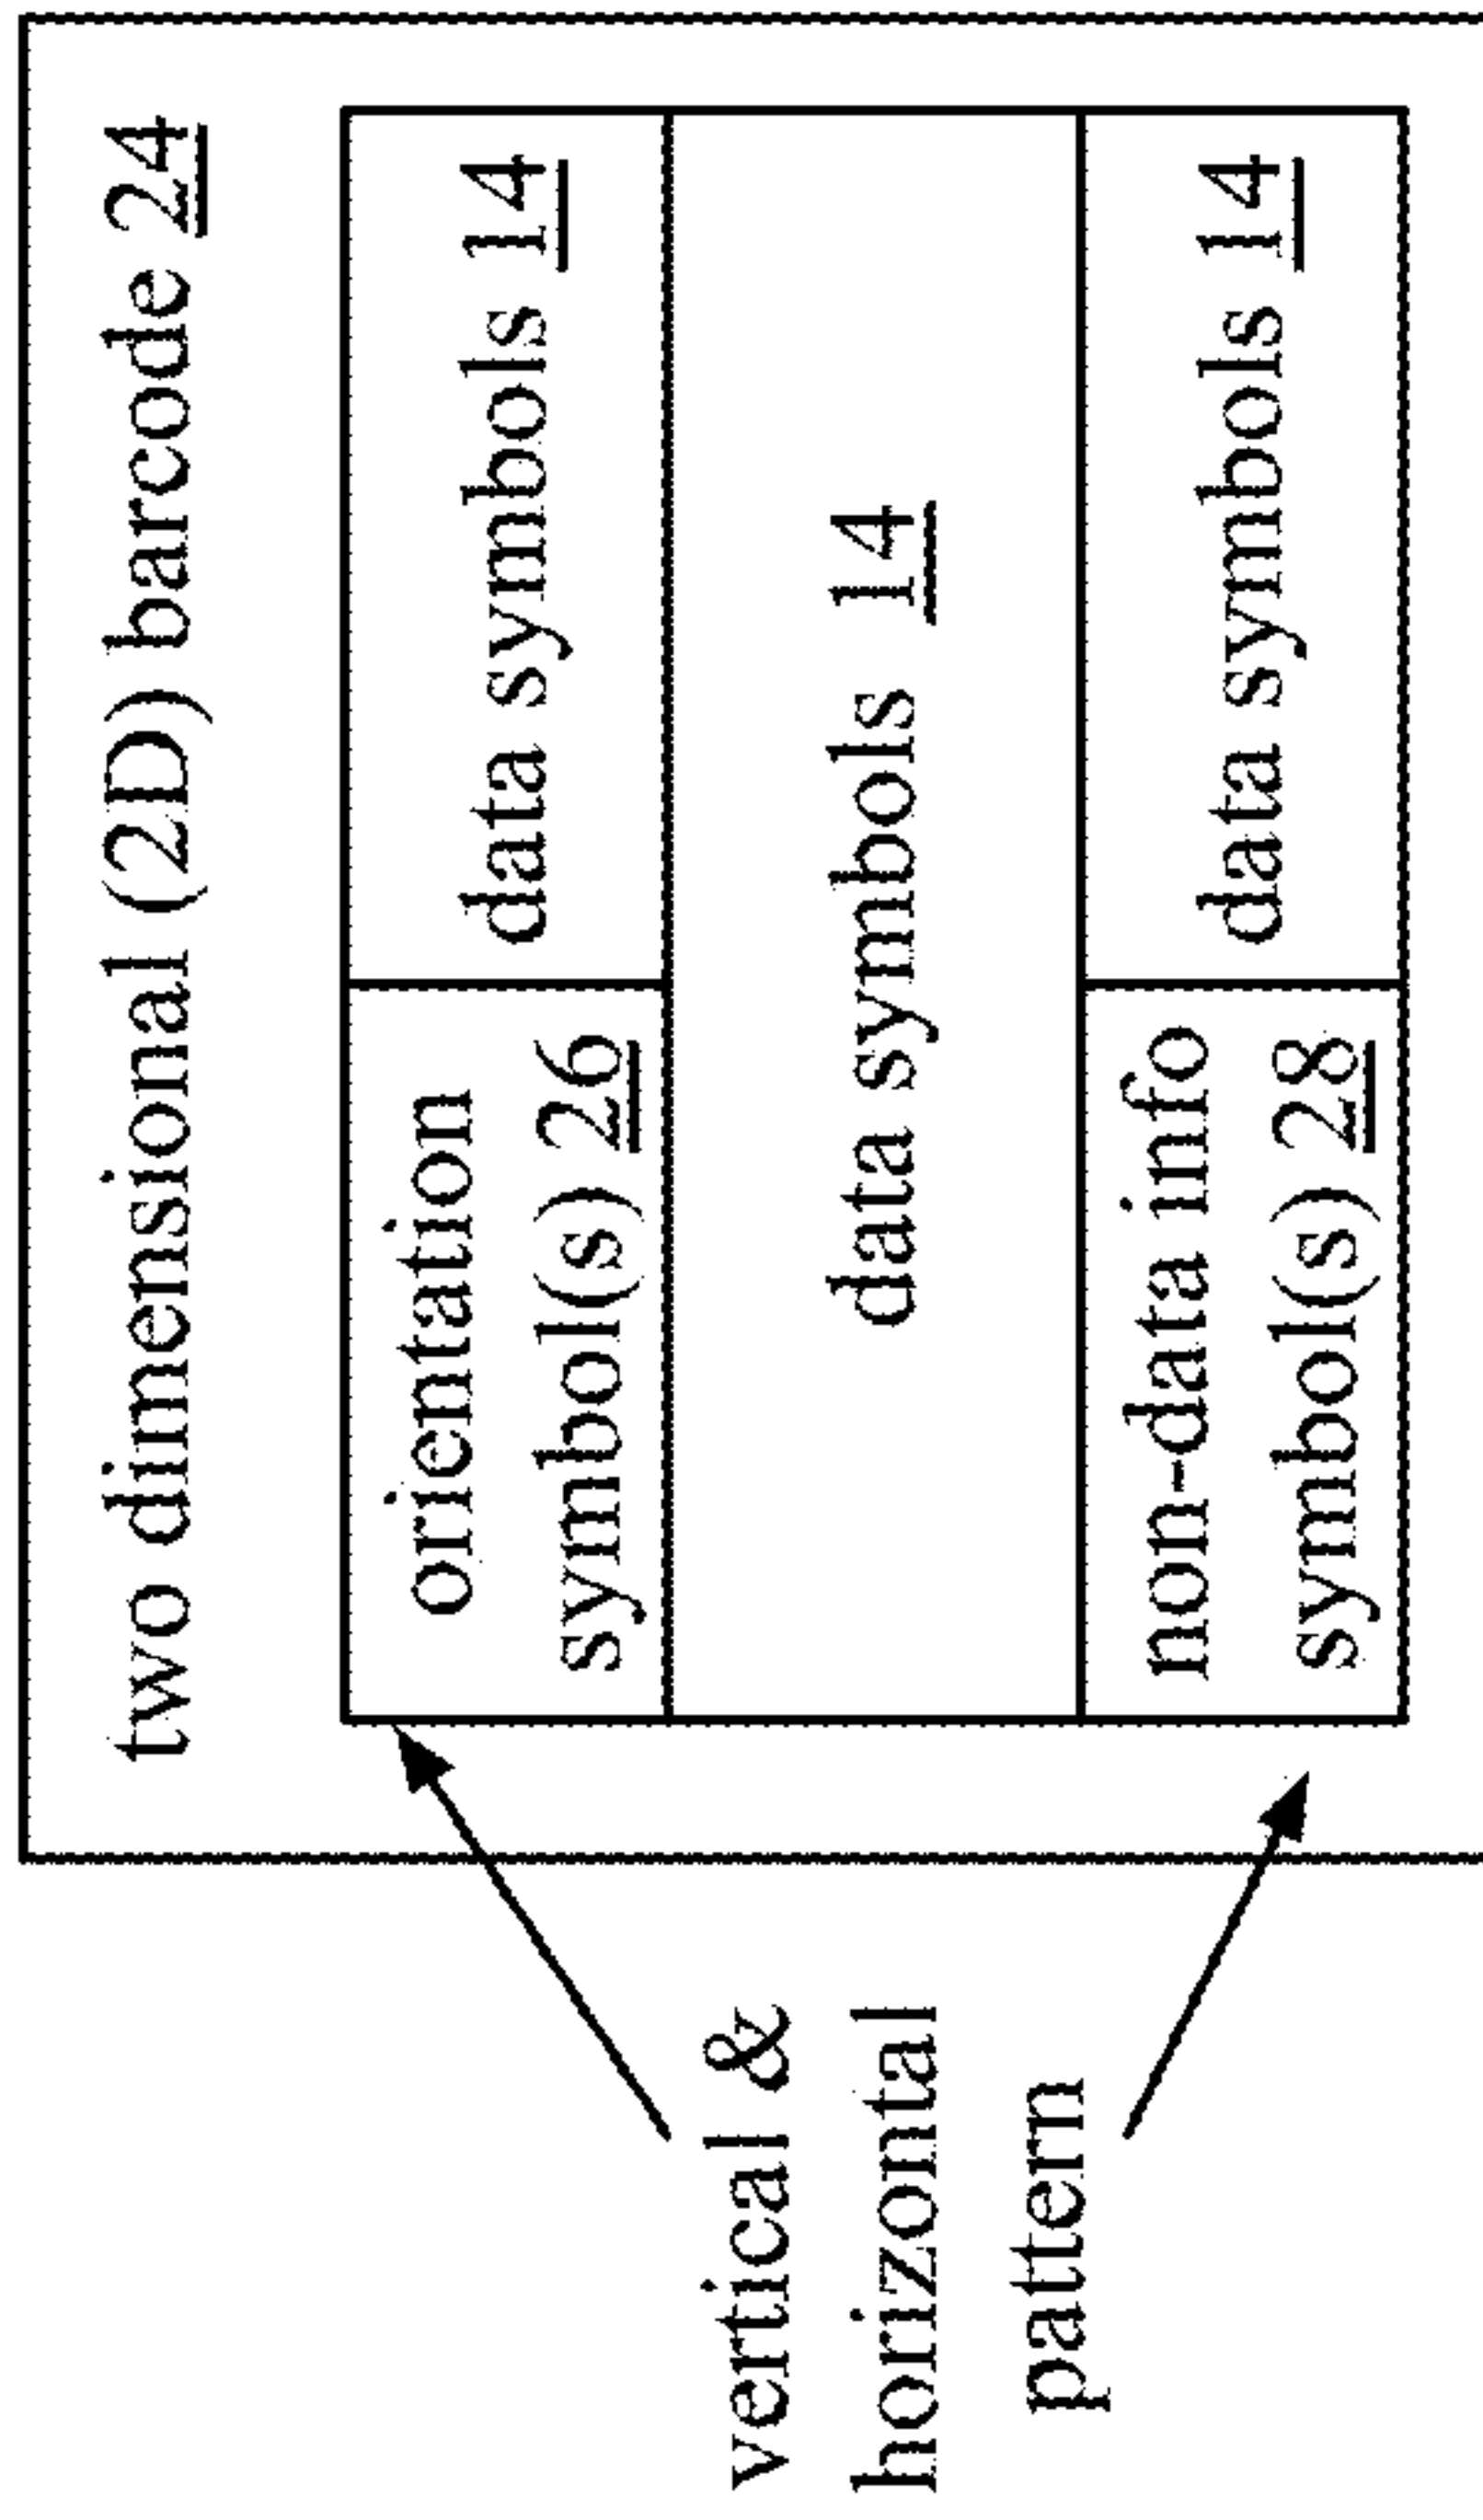 two dimensional (2D) barcode 24
orientation
symbol(s) 26
data symbols 14
data symbols 14
non-data info
symbol(s) 28
data symbols 14
vertical &
horizontal
pattern